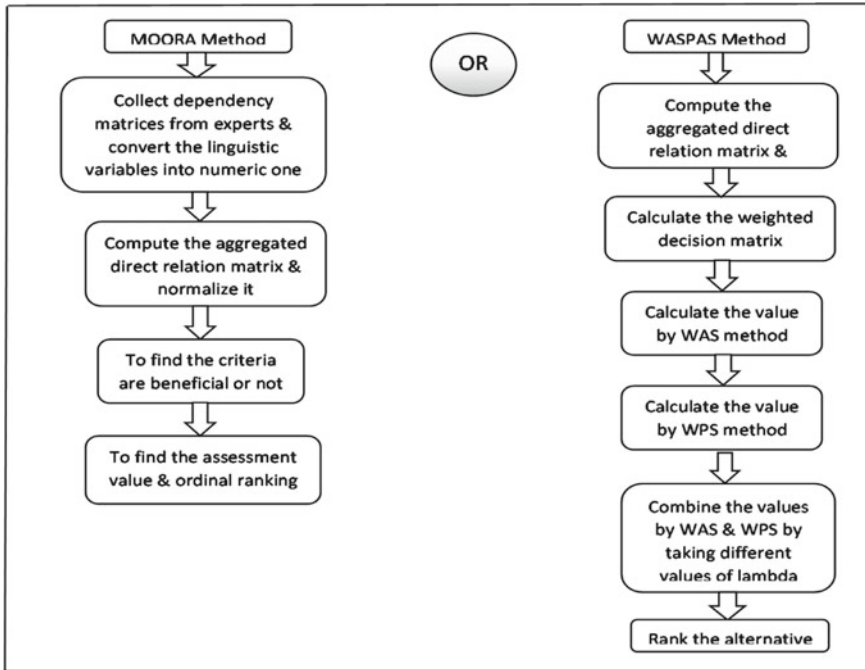 MOORA Method
Collect dependency
matrices from experts &
convert the linguistic
variables into numeric one
Compute the aggregated
direct relation matrix &
normalize it
To find the criteria
are beneficial or not
To find the assessment
value & ordinal ranking
OR
WASPAS Method
Compute the
aggregated direct
relation matrix &
Calculate the weighted
decision matrix
Calculate the value
by WAS method
Calculate the value
by WPS method
Combine the values
by WAS & WPS by
taking different
values of lambda
Rank the alternative